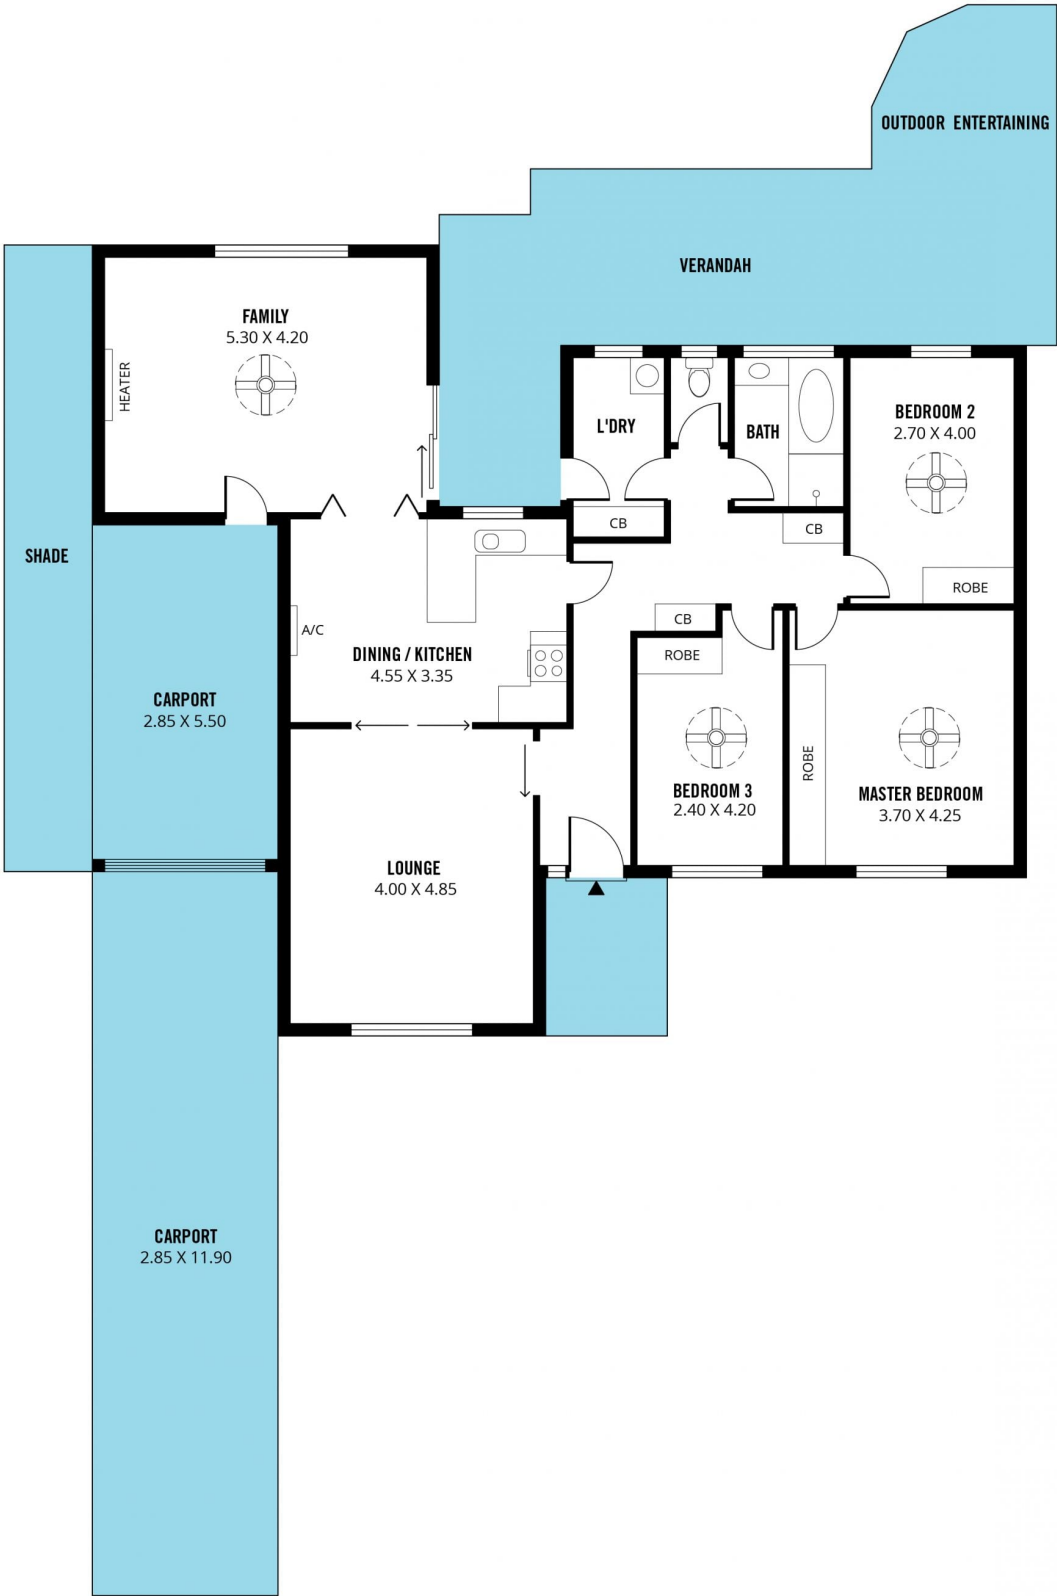 OUTDOOR ENTERTAINING
VERANDAH
FAMILY
5.30 X 4.20
HEATER
L'DRY
BATH
BEDROOM 2
2.70 X 4.00
CB
CB
ROBE
SHADE
A/C
DINING / KITCHEN
4.55 X 3.35
CB
ROBE
CARPORT
2.85 X 5.50
ROBE
BEDROOM 3
2.40 X 4.20
MASTER BEDROOM
3.70 X 4.25
LOUNGE
4.00 X 4.85
CARPORT
2.85 X 11.90